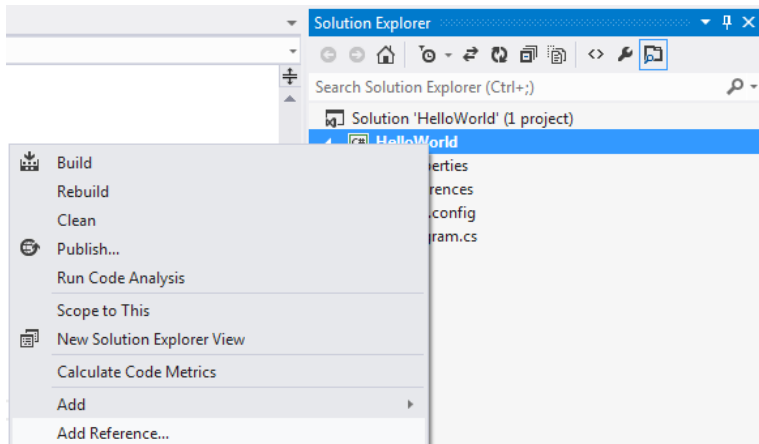 Solution Explorer
Search Solution Explorer (Ctrl+;)
Solution 'HelloWorld' (1 project)
C# HelloWorld
erties
rences
.config
gram.cs
Build
Rebuild
Clean
Publish...
Run Code Analysis
Scope to This
New Solution Explorer View
Calculate Code Metrics
Add
Add Reference...